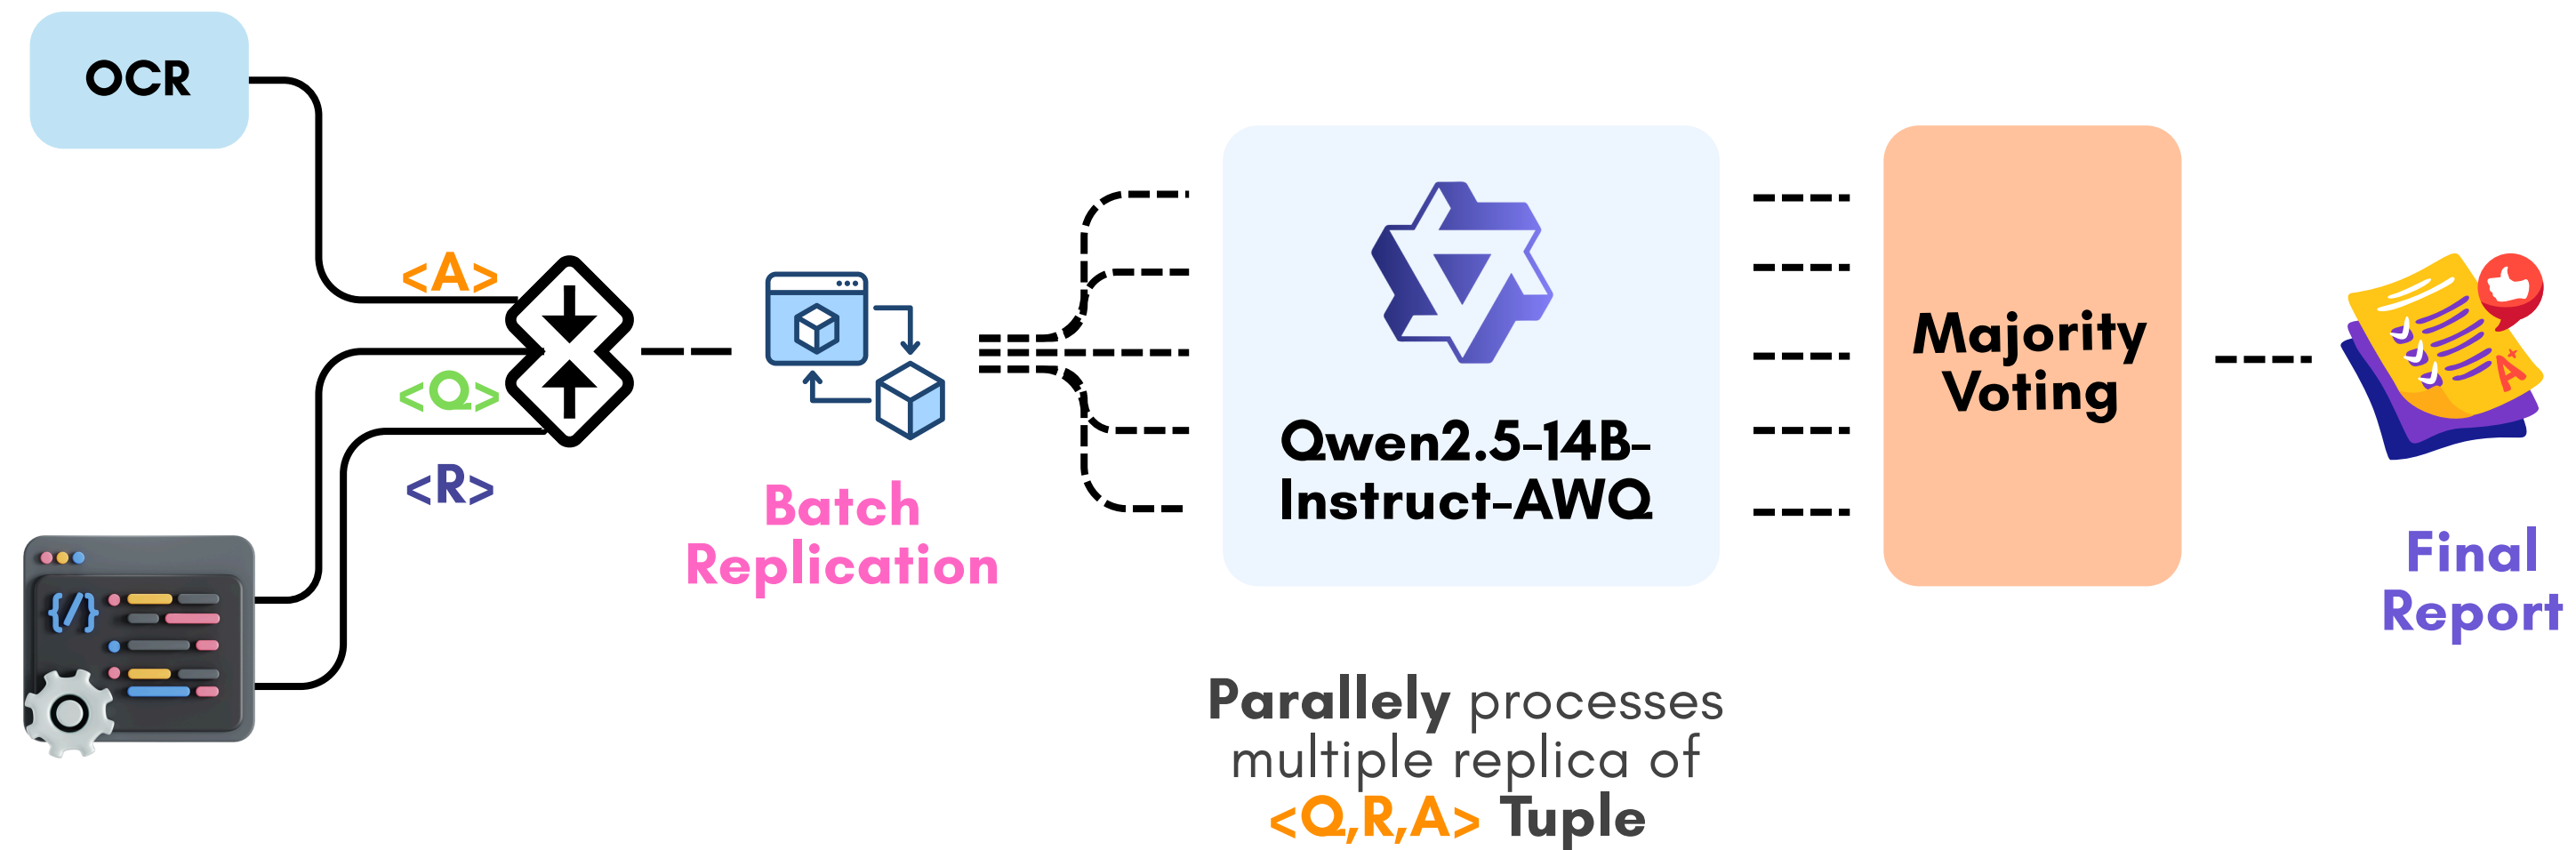 OCR
<A>
<Q>
<R>
Batch
Replication
Qwen2.5-14B-
Instruct-AWQ
Parallely processes
multiple replica of
<Q,R,A> Tuple
Majority
Voting
A+
Final
Report